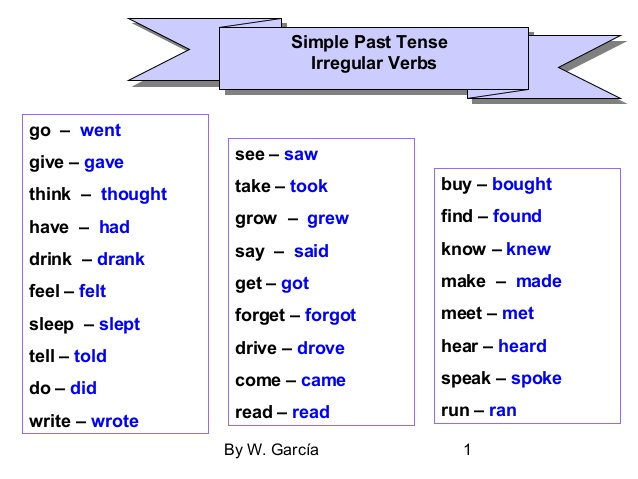 Simple Past Tense
Irregular Verbs
go – went
give – gave
think – thought
have – had
drink – drank
feel – felt
sleep – slept
tell – told
do – did
write – wrote
see – saw
take – took
grow – grew
say – said
get – got
forget – forgot
drive – drove
come – came
read – read
buy – bought
find – found
know – knew
make – made
meet – met
hear – heard
speak – spoke
run – ran
By W. García 1